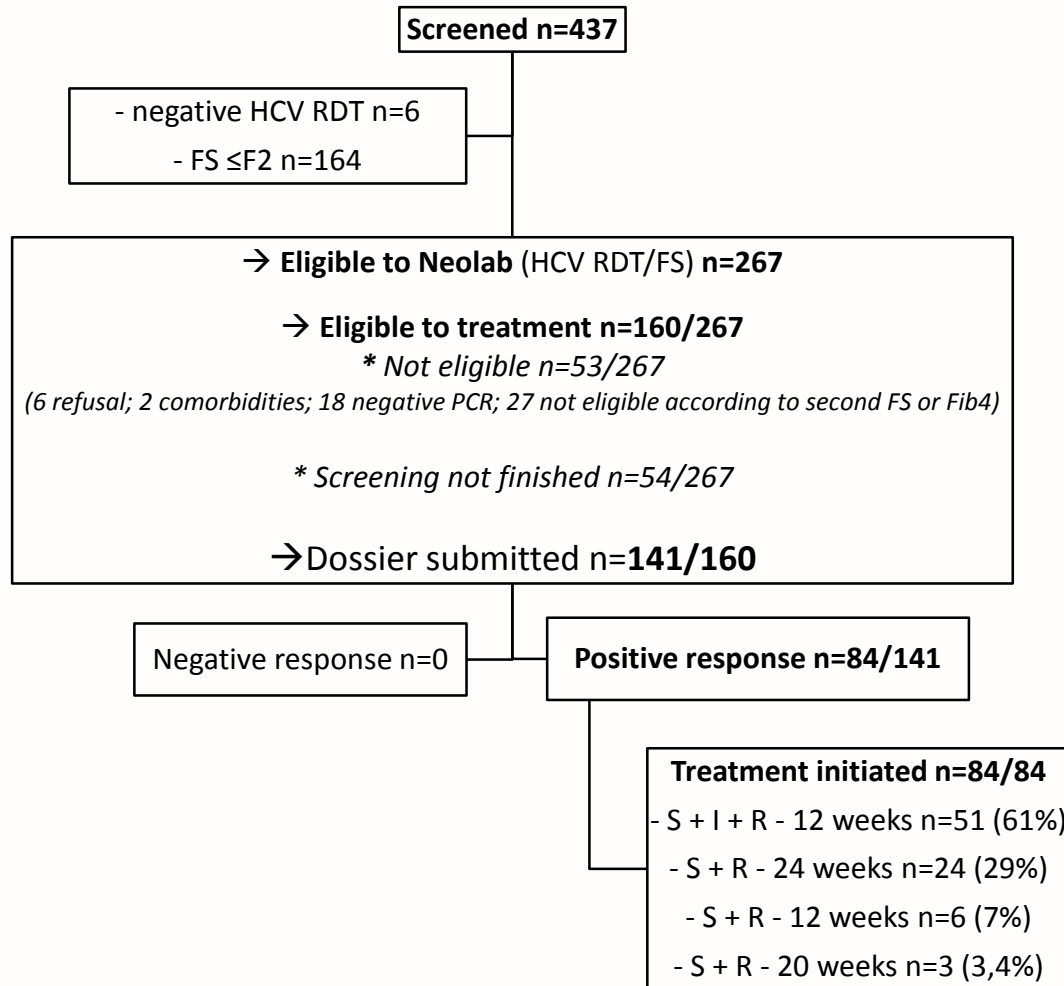 Screened n=437
- negative HCV RDT n=6
- FS ≤F2 n=164
→ Eligible to Neolab (HCV RDT/FS) n=267
→ Eligible to treatment n=160/267
* Not eligible n=53/267
(6 refusal; 2 comorbidities; 18 negative PCR; 27 not eligible according to second FS or Fib4)
* Screening not finished n=54/267
→Dossier submitted n=141/160
Negative response n=0
Positive response n=84/141
Treatment initiated n=84/84
- S + I + R - 12 weeks n=51 (61%)
- S + R - 24 weeks n=24 (29%)
- S + R - 12 weeks n=6 (7%)
- S + R - 20 weeks n=3 (3,4%)